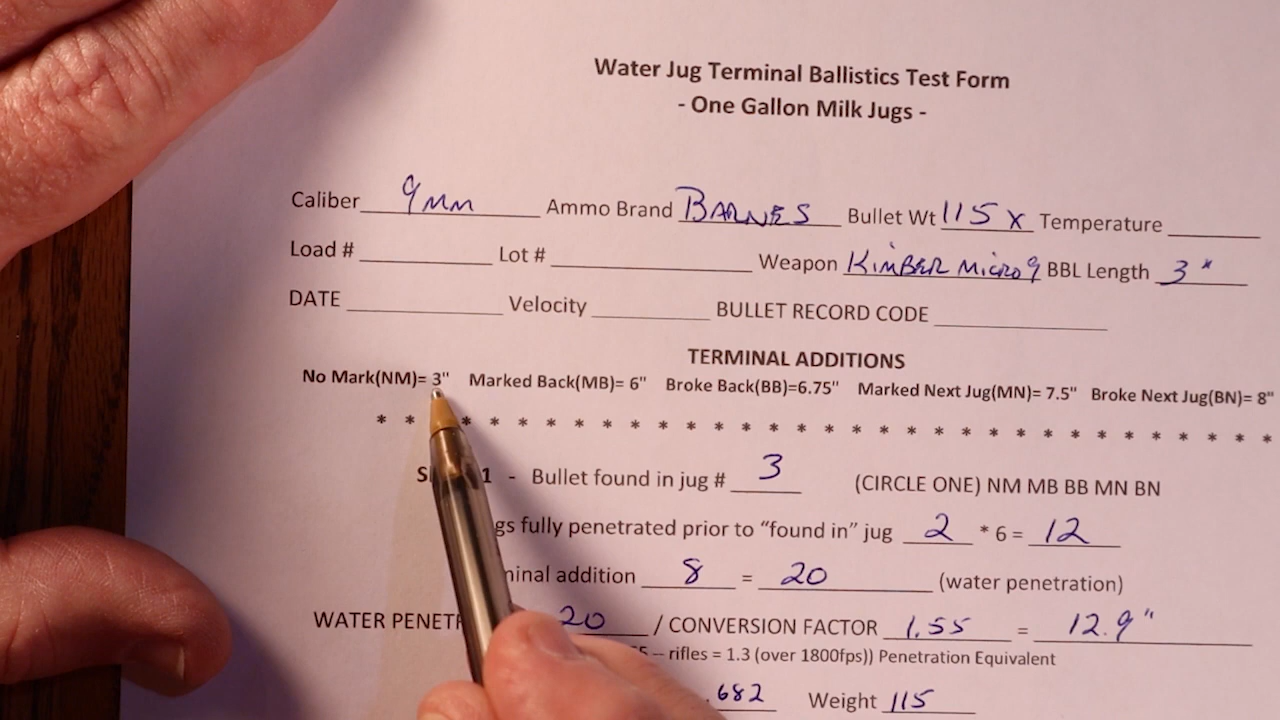 Water Jug Terminal Ballistics Test Form
- One Gallon Milk Jugs -
Caliber 9mm Ammo Brand BARNES Bullet Wt 115 x Temperature
Load # Lot # Weapon KimBER Micro 9 BBL Length 3"
DATE Velocity BULLET RECORD CODE
TERMINAL ADDITIONS
No Mark(NM)= 3" Marked Back(MB)= 6" Broke Back(BB)=6.75" Marked Next Jug(MN)= 7.5" Broke Next Jug(BN)= 8"
* * * * * * * * * * * * * * * * * * * * * * * * * * * * * * * *
1 - Bullet found in jug # 3 (CIRCLE ONE) NM MB BB MN BN
fully penetrated prior to “found in” jug 2 * 6 = 12
addition 8 = 20 (water penetration)
WATER 20 / CONVERSION FACTOR 1.55 = 12.9"
– rifles = 1.3 (over 1800fps)) Penetration Equivalent
.682 Weight 115